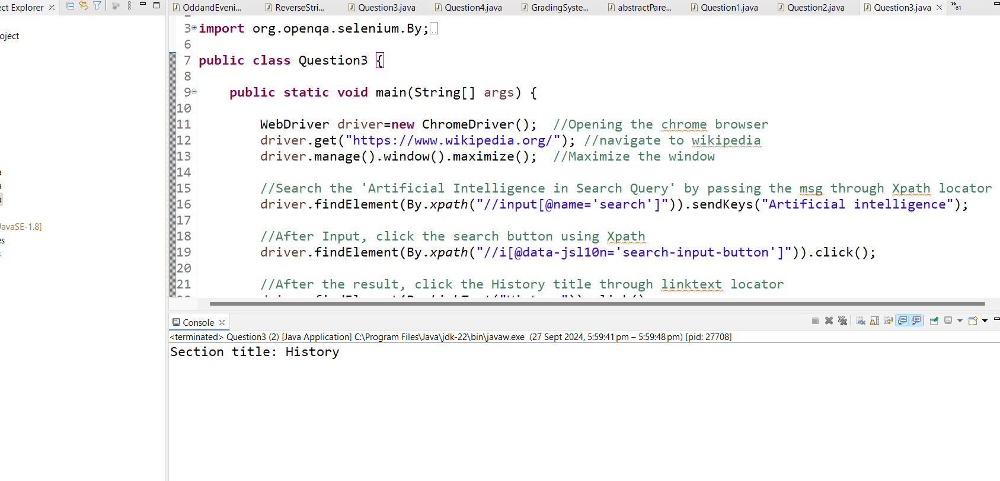 ect Explorer
OddandEveni...
ReverseStri...
Question3.java
Question4.java
GradingSyste...
abstractPare...
Question1.java
Question2.java
Question3.java
»61
oject
a
a
a
JavaSE-1.8]
es
s
3 import org.openqa.selenium.By;
6
7 public class Question3 {
8
9 public static void main(String[] args) {
10
11 WebDriver driver=new ChromeDriver();  //Opening the chrome browser
12 driver.get("https://www.wikipedia.org/"); //navigate to wikipedia
13 driver.manage().window().maximize();  //Maximize the window
14
15 //Search the 'Artificial Intelligence in Search Query' by passing the msg through Xpath locator
16 driver.findElement(By.xpath("//input[@name='search']")).sendKeys("Artificial intelligence");
17
18 //After Input, click the search button using Xpath
19 driver.findElement(By.xpath("//i[@data-jsl10n='search-input-button']")).click();
20
21 //After the result, click the History title through linktext locator
Console
<terminated> Question3 (2) [Java Application] C:\Program Files\Java\jdk-22\bin\javaw.exe  (27 Sept 2024, 5:59:41 pm – 5:59:48 pm) [pid: 27708]
Section title: History